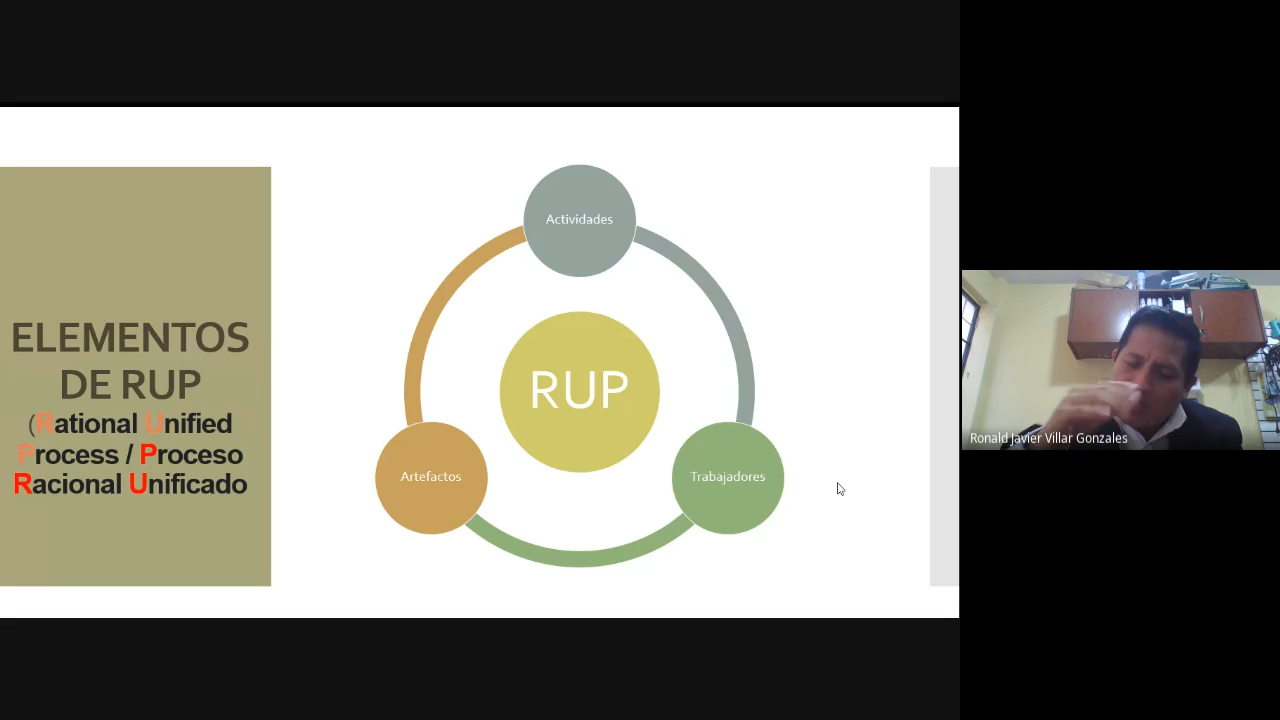 ELEMENTOS
DE RUP
(Rational Unified
Process / Proceso
Racional Unificado
Actividades
RUP
Artefactos
Trabajadores
Ronald Javier Villar Gonzales